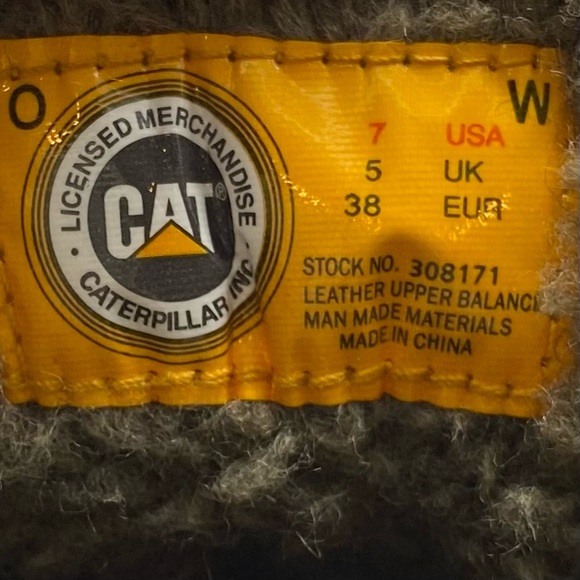 O
W
LICENSED MERCHANDISE
CAT®
CATERPILLAR INC
7 USA
5 UK
38 EUR
STOCK NO. 308171
LEATHER UPPER BALANCE
MAN MADE MATERIALS
MADE IN CHINA